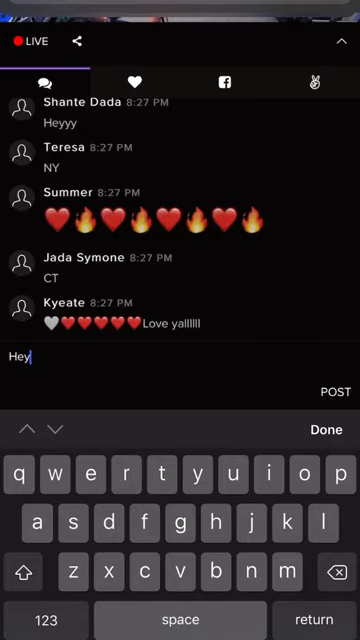 LIVE
Shante Dada 8:27 PM
Heyyy
Teresa 8:27 PM
NY
Summer 8:27 PM
❤️🔥❤️🔥❤️🔥❤️🔥
Jada Symone 8:27 PM
CT
Kyeate 8:27 PM
🤍❤️❤️❤️❤️❤️Love yallllll
Hey
POST
Done
q w e r t y u i o p
a s d f g h j k l
z x c v b n m
123 space return